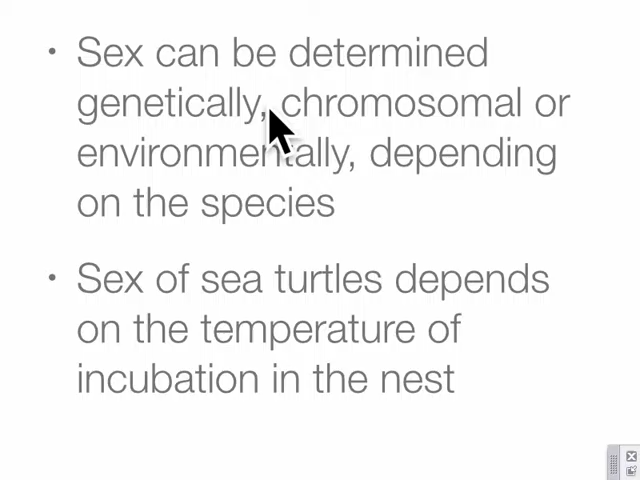 • Sex can be determined
genetically, chromosomal or
environmentally, depending
on the species
• Sex of sea turtles depends
on the temperature of
incubation in the nest